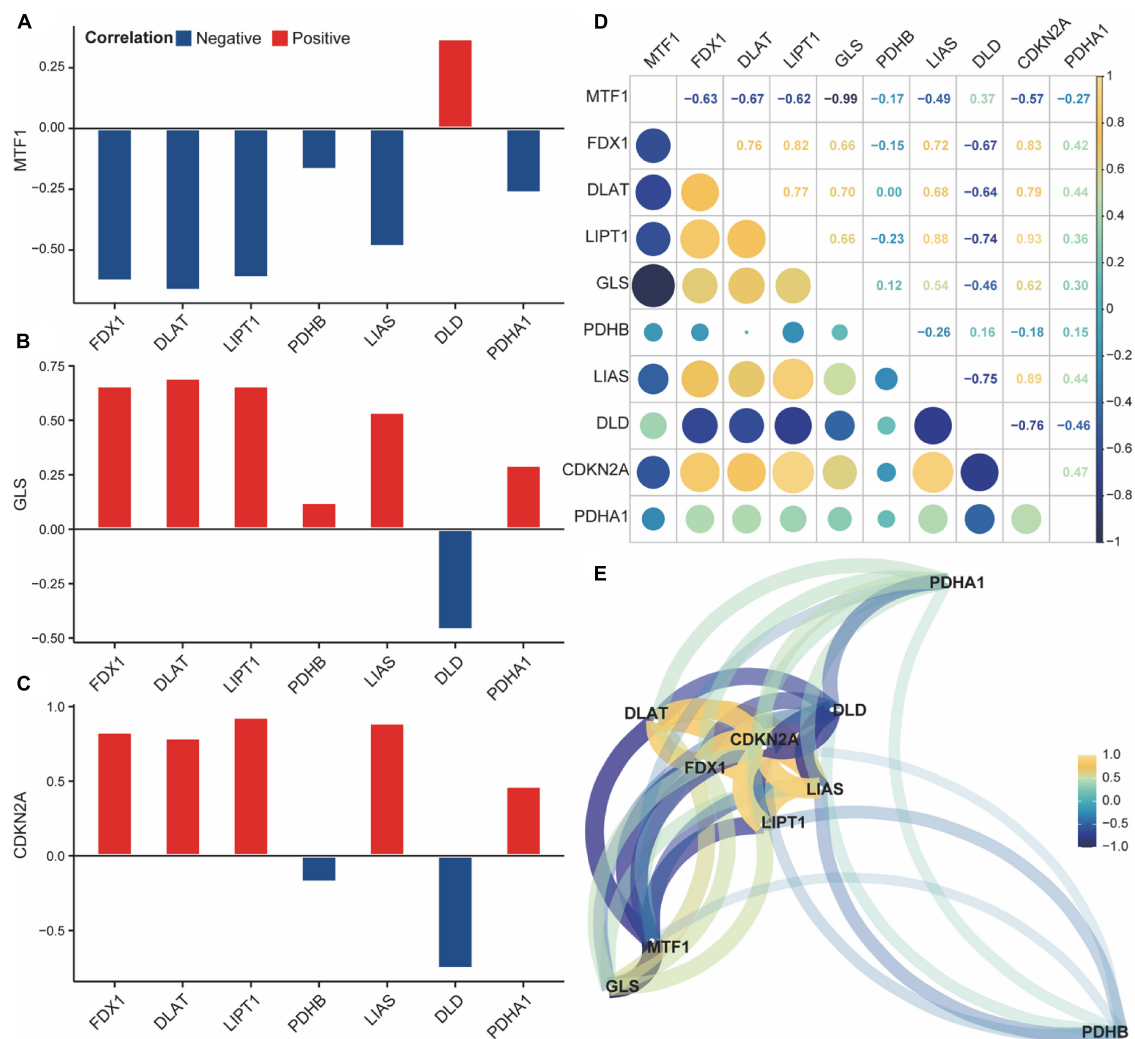 A
Correlation Negative Positive
0.25
0.00
−0.25
−0.50
MTF1
FDX1 DLAT LIPT1 PDHB LIAS DLD PDHA1
B
0.75
0.50
0.25
0.00
−0.25
−0.50
GLS
FDX1 DLAT LIPT1 PDHB LIAS DLD PDHA1
C
1.0
0.5
0.0
−0.5
CDKN2A
FDX1 DLAT LIPT1 PDHB LIAS DLD PDHA1
D
MTF1 FDX1 DLAT LIPT1 GLS PDHB LIAS DLD CDKN2A PDHA1
MTF1 −0.63 −0.67 −0.62 −0.99 −0.17 −0.49 0.37 −0.57 −0.27
FDX1 0.76 0.82 0.66 −0.15 0.72 −0.67 0.83 0.42
DLAT 0.77 0.70 0.00 0.68 −0.64 0.79 0.44
LIPT1 0.66 −0.23 0.88 −0.74 0.93 0.36
GLS 0.12 0.54 −0.46 0.62 0.30
PDHB −0.26 0.16 −0.18 0.15
LIAS −0.75 0.89 0.44
DLD −0.76 −0.46
CDKN2A 0.47
PDHA1
1
0.8
0.6
0.4
0.2
0
−0.2
−0.4
−0.6
−0.8
−1
E
PDHA1
DLAT
DLD
CDKN2A
FDX1
LIAS
LIPT1
MTF1
GLS
PDHB
1.0
0.5
0.0
−0.5
−1.0